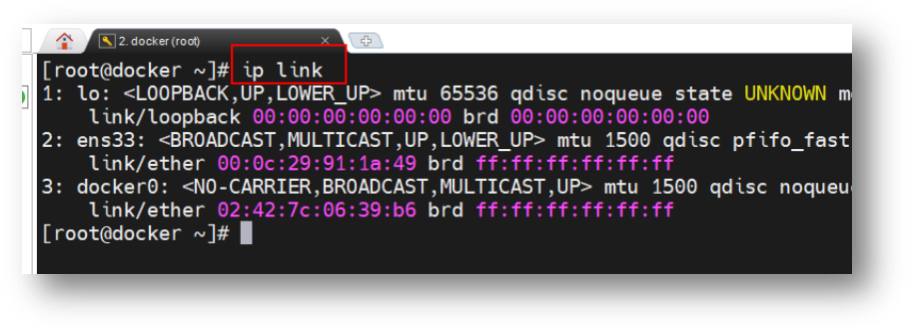 2. docker (root)
[root@docker ~]# ip link
1: lo: <LOOPBACK,UP,LOWER_UP> mtu 65536 qdisc noqueue state UNKNOWN m
link/loopback 00:00:00:00:00:00 brd 00:00:00:00:00:00
2: ens33: <BROADCAST,MULTICAST,UP,LOWER_UP> mtu 1500 qdisc pfifo_fast
link/ether 00:0c:29:91:1a:49 brd ff:ff:ff:ff:ff:ff
3: docker0: <NO-CARRIER,BROADCAST,MULTICAST,UP> mtu 1500 qdisc noqueu
link/ether 02:42:7c:06:39:b6 brd ff:ff:ff:ff:ff:ff
[root@docker ~]#